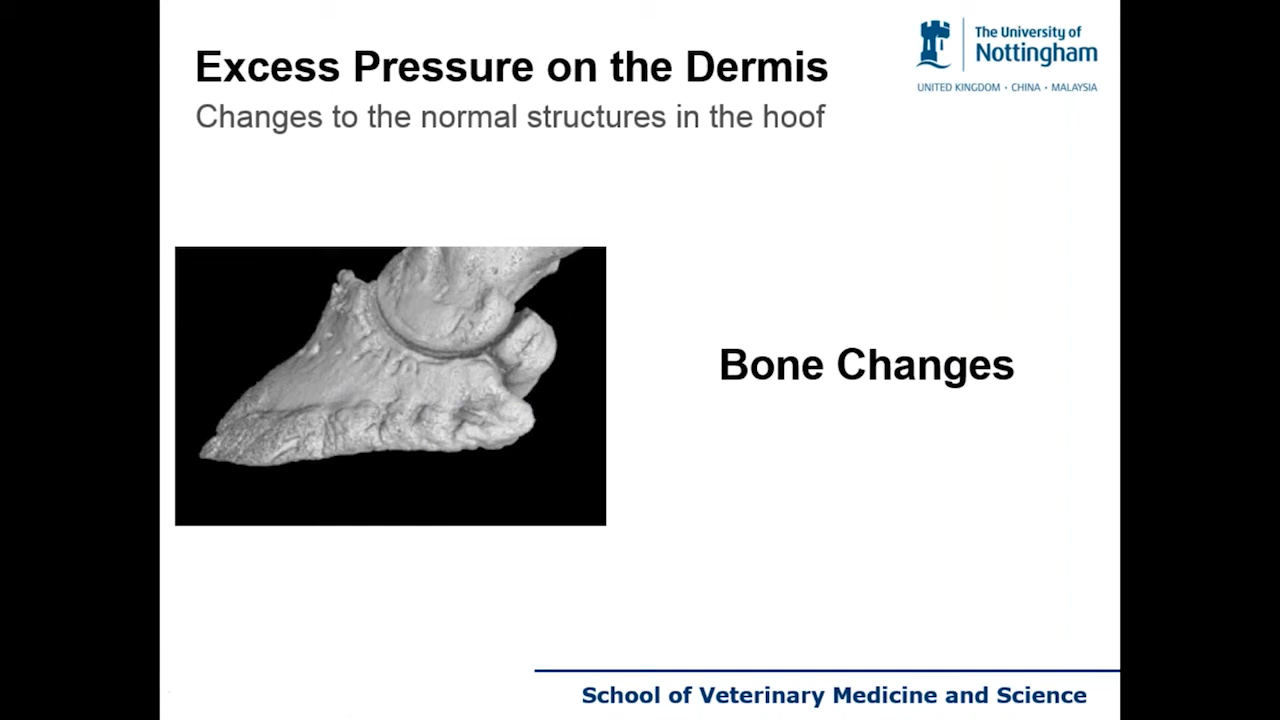 The University of
Nottingham
UNITED KINGDOM · CHINA · MALAYSIA
Excess Pressure on the Dermis
Changes to the normal structures in the hoof
Bone Changes
School of Veterinary Medicine and Science